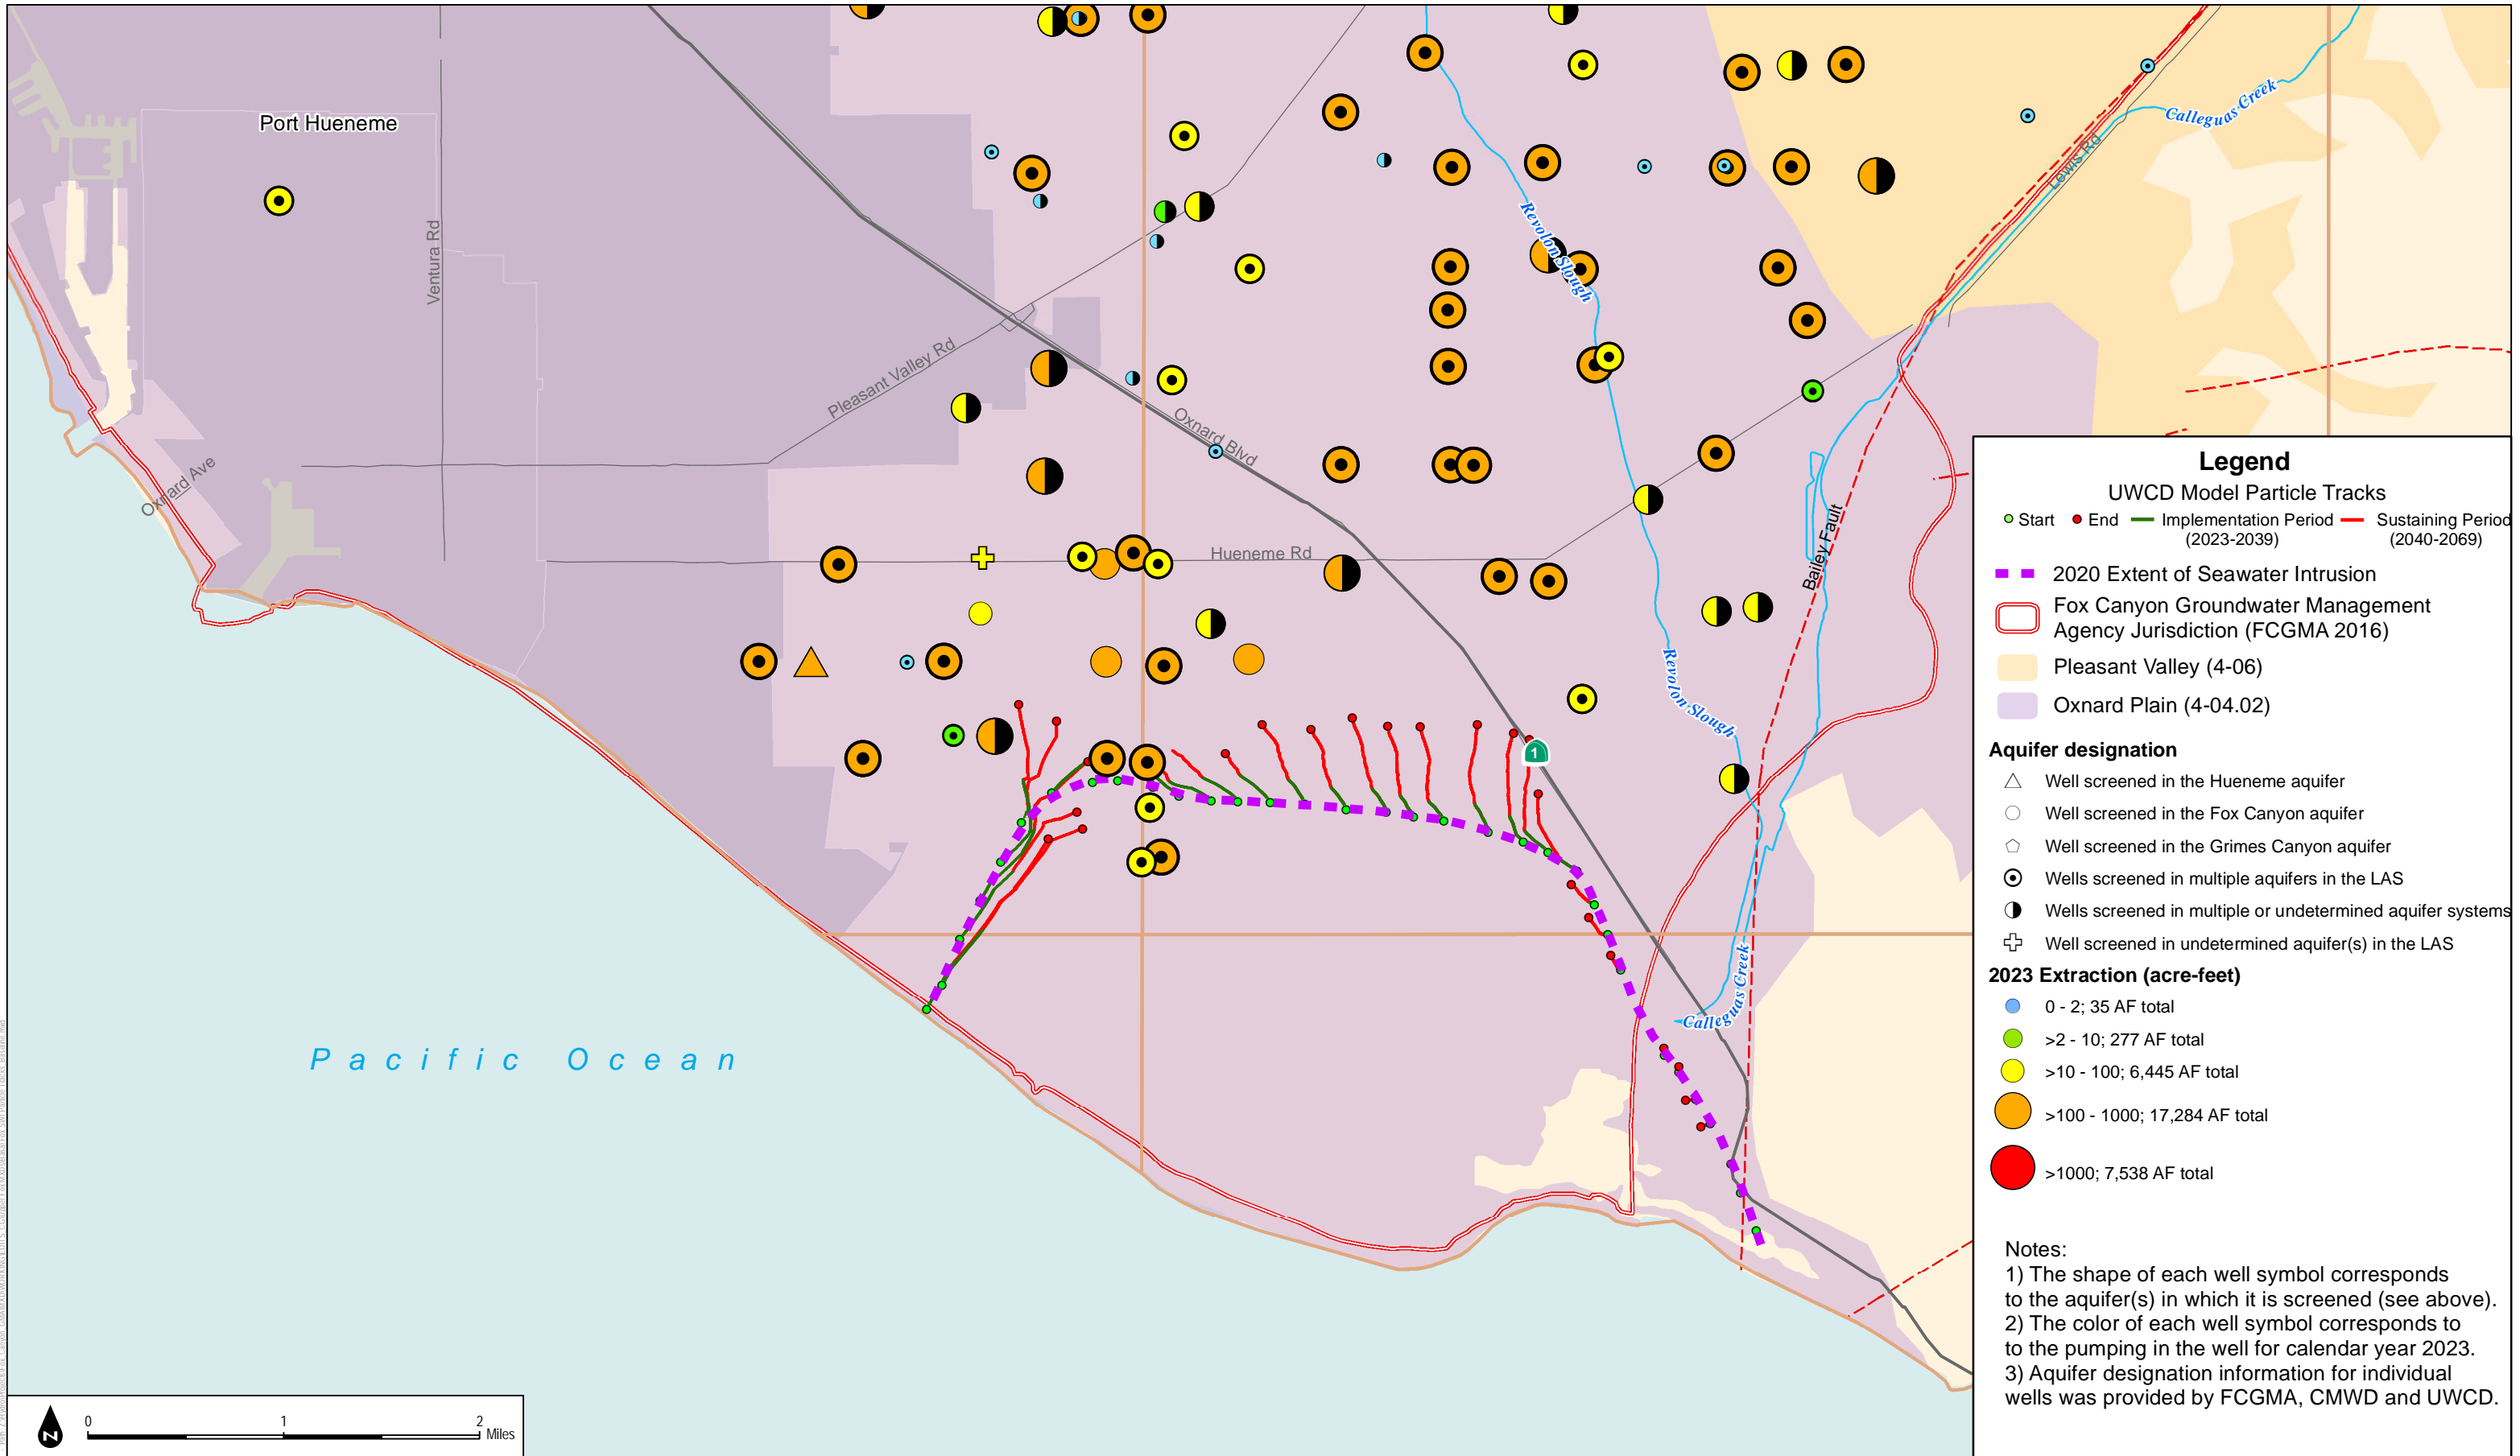 Port Hueneme
Ventura Rd
Oxnard Ave
Pleasant Valley Rd
Oxnard Blvd
Hueneme Rd
Revolon Slough
Revolon Slough
Calleguas Creek
Lewis Rd
Bailey Fault
1
Calleguas Creek
Pacific Ocean
N
0 1 2
Miles
Legend
UWCD Model Particle Tracks
Start End Implementation Period Sustaining Period
(2023-2039) (2040-2069)
2020 Extent of Seawater Intrusion
Fox Canyon Groundwater Management
Agency Jurisdiction (FCGMA 2016)
Pleasant Valley (4-06)
Oxnard Plain (4-04.02)
Aquifer designation
Well screened in the Hueneme aquifer
Well screened in the Fox Canyon aquifer
Well screened in the Grimes Canyon aquifer
Wells screened in multiple aquifers in the LAS
Wells screened in multiple or undetermined aquifer systems
Well screened in undetermined aquifer(s) in the LAS
2023 Extraction (acre-feet)
0 - 2; 35 AF total
>2 - 10; 277 AF total
>10 - 100; 6,445 AF total
>100 - 1000; 17,284 AF total
>1000; 7,538 AF total
Notes:
1) The shape of each well symbol corresponds
to the aquifer(s) in which it is screened (see above).
2) The color of each well symbol corresponds to
to the pumping in the well for calendar year 2023.
3) Aquifer designation information for individual
wells was provided by FCGMA, CMWD and UWCD.